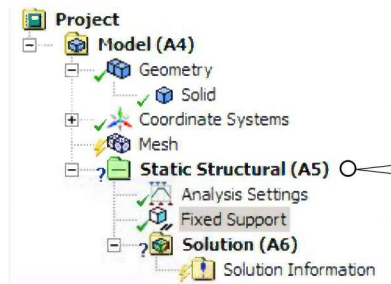 Project
Model (A4)
Geometry
Solid
Coordinate Systems
Mesh
Static Structural (A5)
Analysis Settings
Fixed Support
Solution (A6)
Solution Information